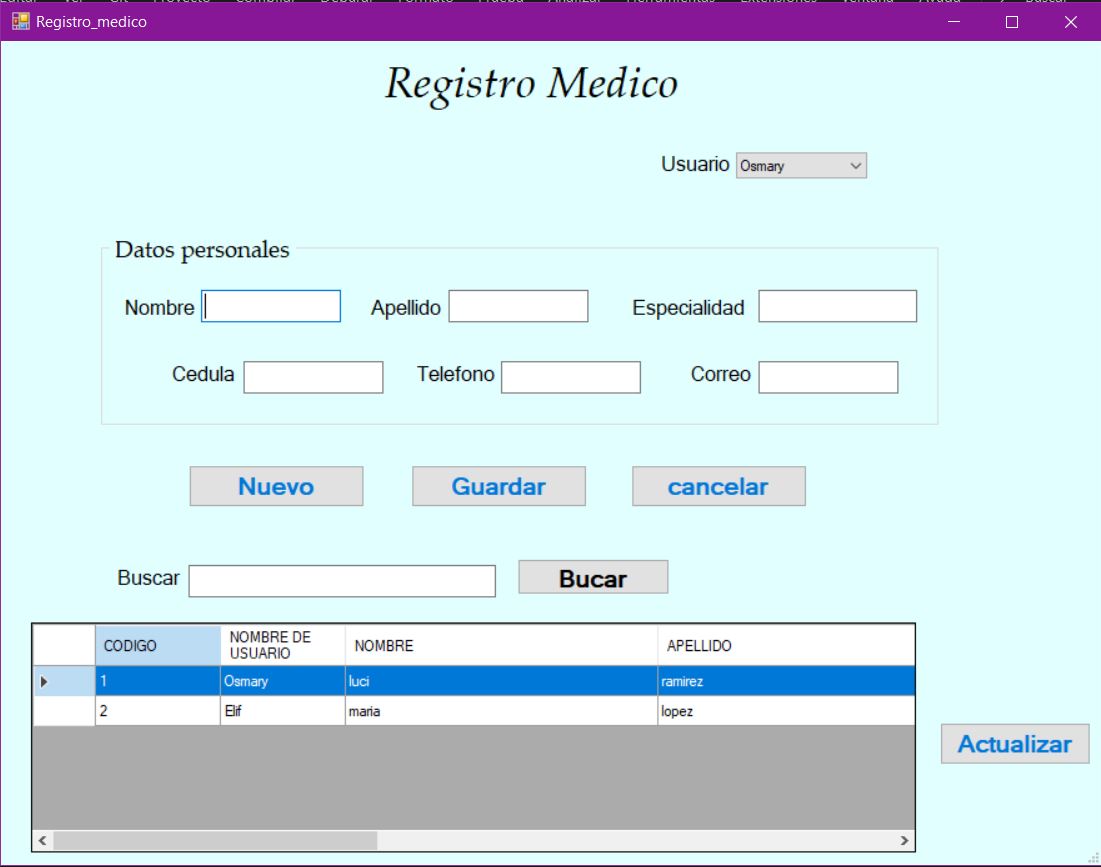 Registro_medico
Registro Medico
Usuario Osmary
Datos personales
Nombre Apellido Especialidad
Cedula Telefono Correo
Nuevo Guardar cancelar
Buscar Bucar
CODIGO NOMBRE DE USUARIO NOMBRE APELLIDO
1 Osmary luci ramirez
2 Elif maria lopez
Actualizar